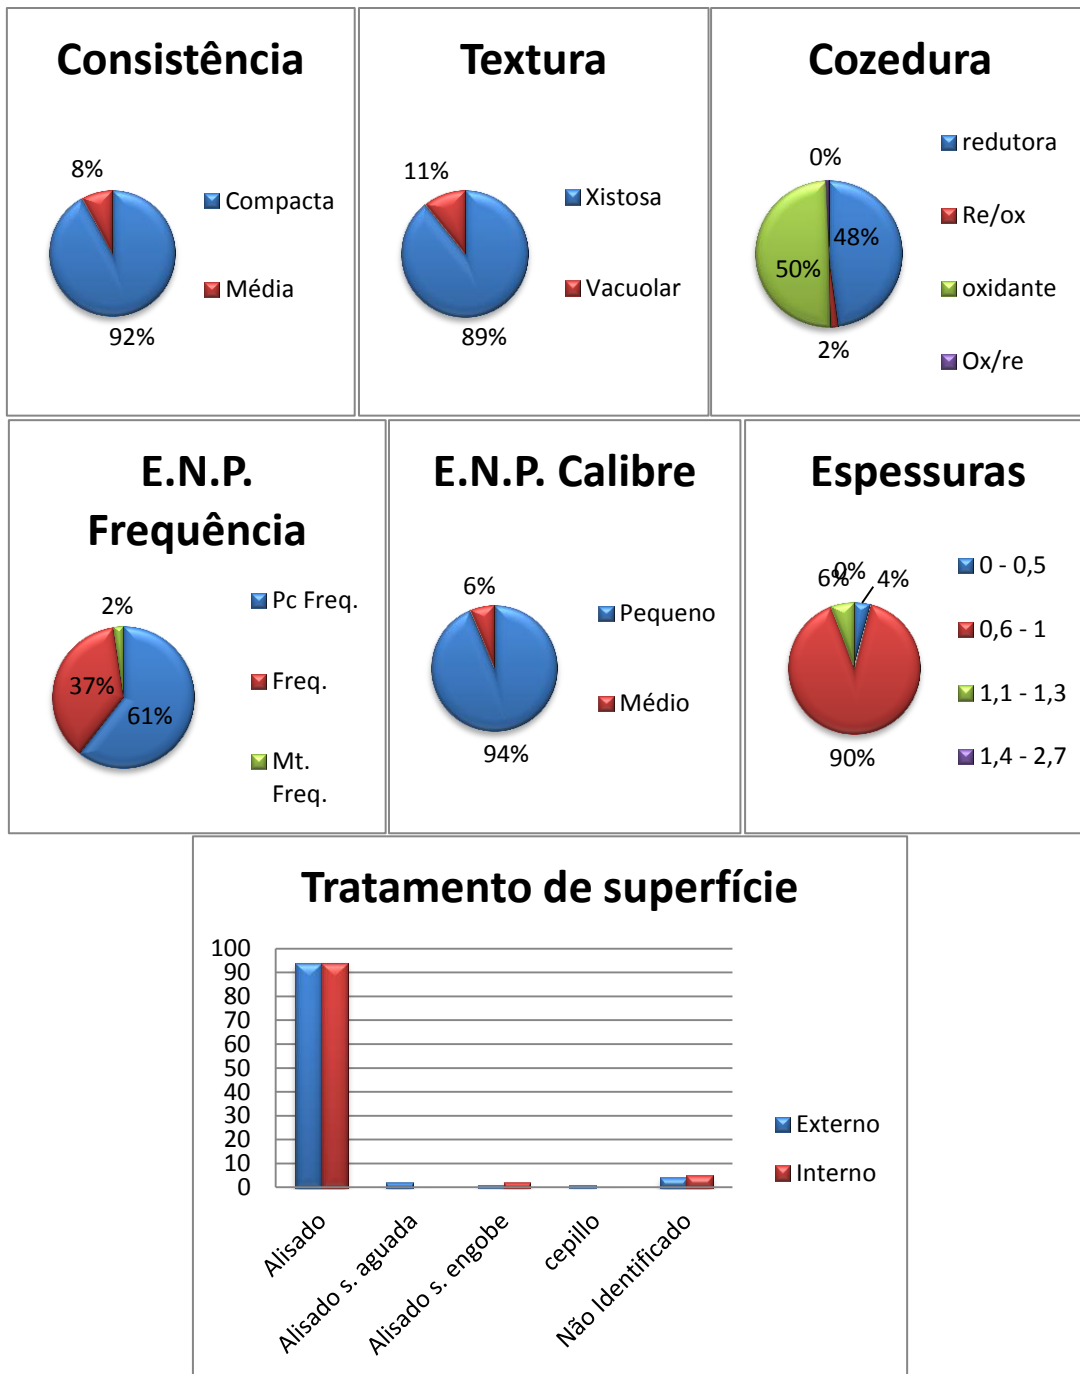 Consistência
8%
92%
Compacta
Média
Textura
11%
89%
Xistosa
Vacuolar
Cozedura
0%
48%
50%
2%
redutora
Re/ox
oxidante
Ox/re
E.N.P.
Frequência
2%
37%
61%
Pc Freq.
Freq.
Mt.
Freq.
E.N.P. Calibre
6%
94%
Pequeno
Médio
Espessuras
6%
0%
4%
90%
0 - 0,5
0,6 - 1
1,1 - 1,3
1,4 - 2,7
Tratamento de superfície
100
90
80
70
60
50
40
30
20
10
0
Alisado
Alisado s. aguada
Alisado s. engobe
cepillo
Não Identificado
Externo
Interno